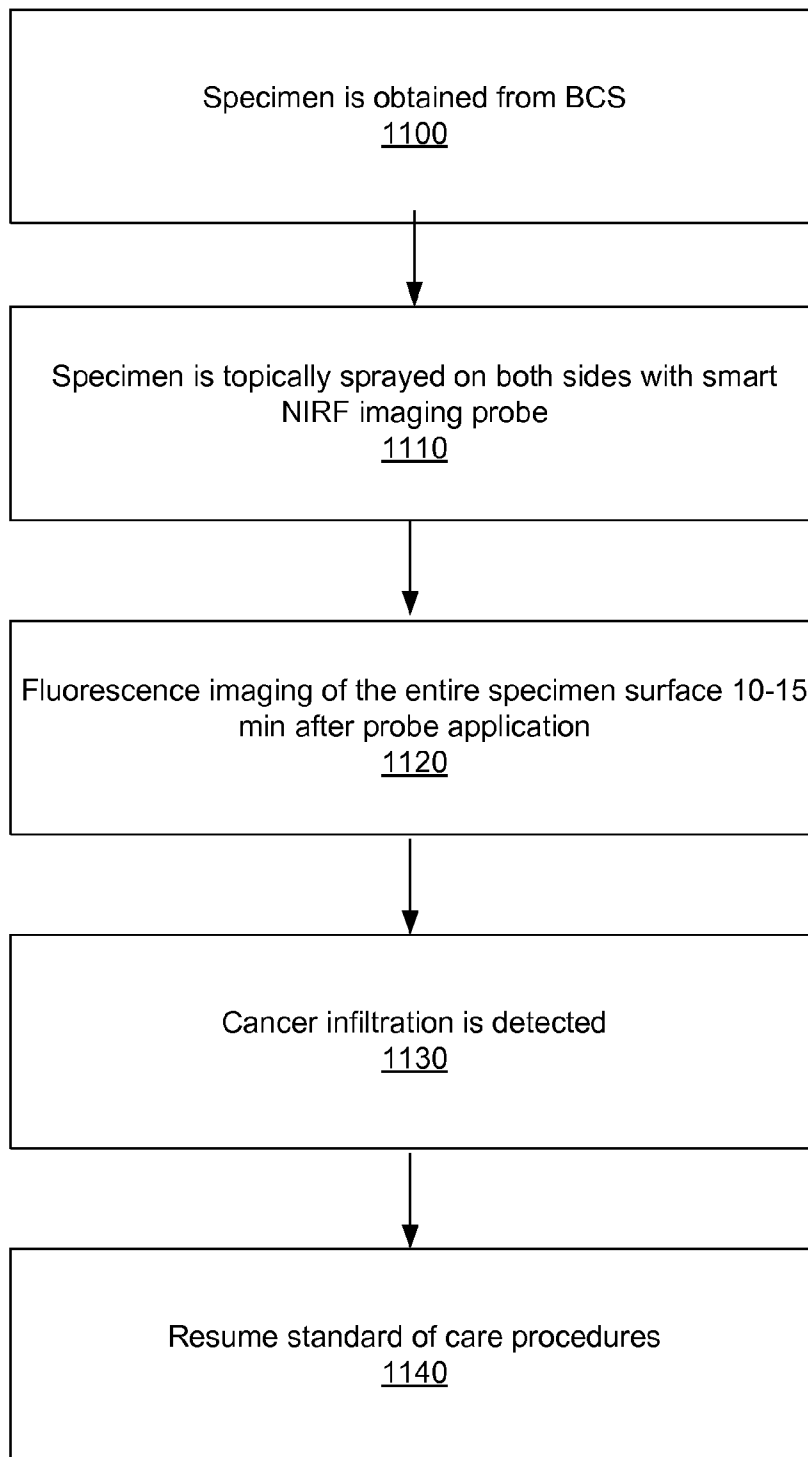 Specimen is obtained from BCS
1100
Specimen is topically sprayed on both sides with smart
NIRF imaging probe
1110
Fluorescence imaging of the entire specimen surface 10-15
min after probe application
1120
Cancer infiltration is detected
1130
Resume standard of care procedures
1140